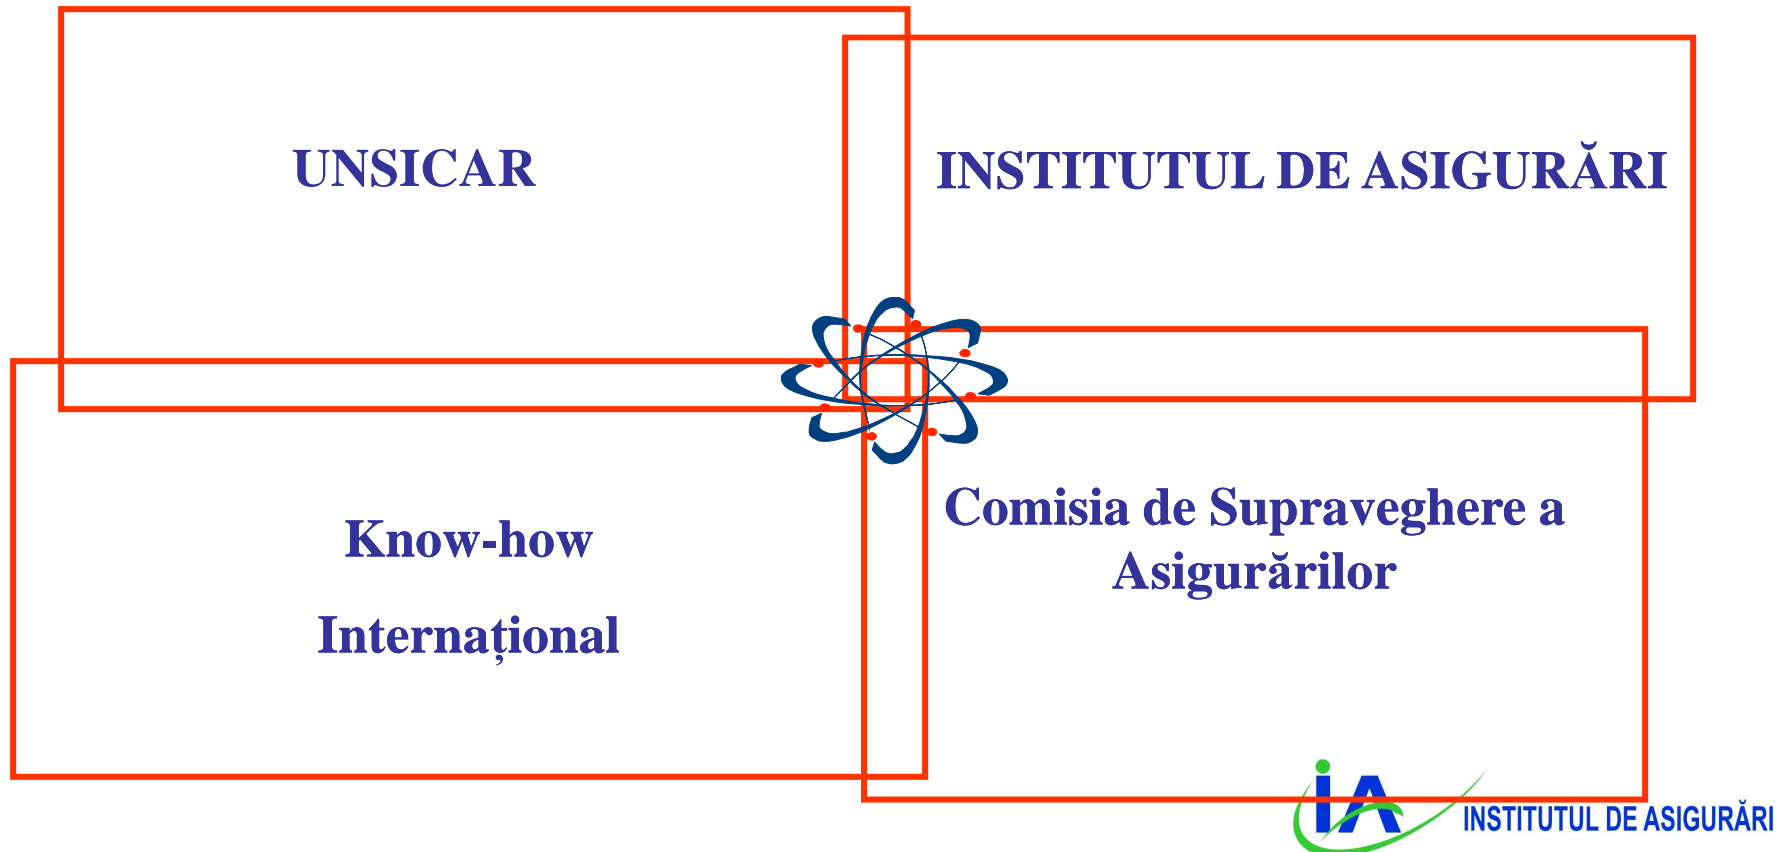 UNSICAR
INSTITUTUL DE ASIGURĂRI
Know-how
Internațional
Comisia de Supraveghere a
Asigurărilor
iA
INSTITUTUL DE ASIGURĂRI